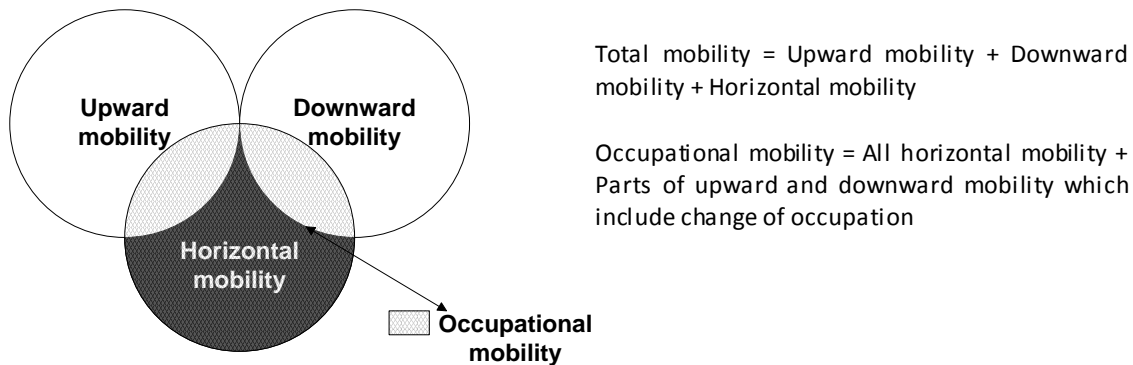 Upward
mobility
Downward
mobility
Horizontal
mobility
Occupational
mobility
Total mobility = Upward mobility + Downward
mobility + Horizontal mobility
Occupational mobility = All horizontal mobility +
Parts of upward and downward mobility which
include change of occupation